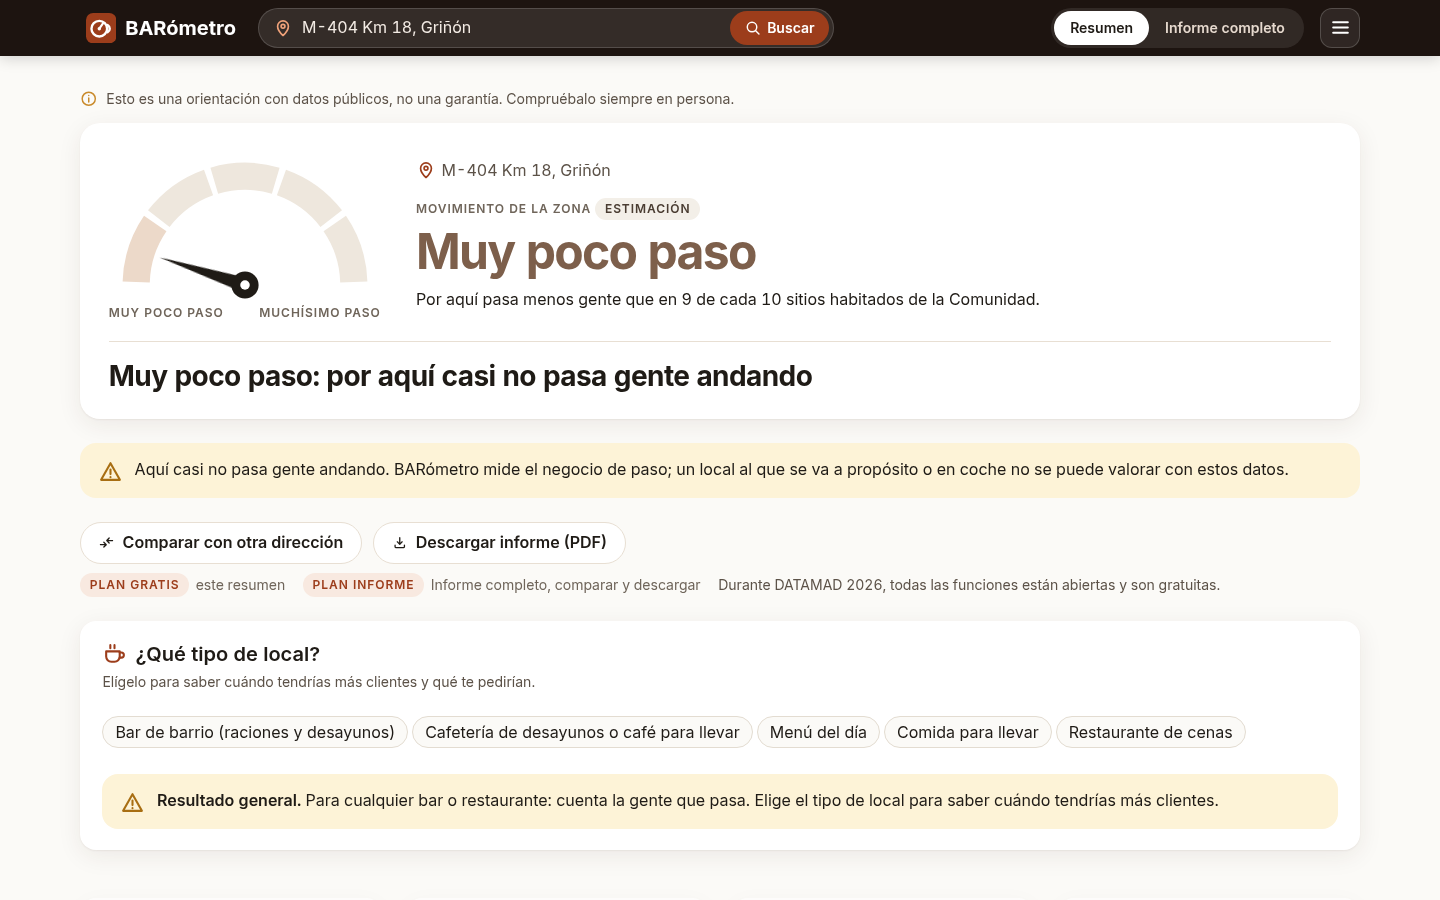 BARómetro
M-404 Km 18, Griñón
Buscar
Resumen
Informe completo
Esto es una orientación con datos públicos, no una garantía. Compruébalo siempre en persona.
M-404 Km 18, Griñón
MOVIMIENTO DE LA ZONA ESTIMACIÓN
Muy poco paso
Por aquí pasa menos gente que en 9 de cada 10 sitios habitados de la Comunidad.
MUY POCO PASO MUCHÍSIMO PASO
Muy poco paso: por aquí casi no pasa gente andando
Aquí casi no pasa gente andando. BARómetro mide el negocio de paso; un local al que se va a propósito o en coche no se puede valorar con estos datos.
Comparar con otra dirección
Descargar informe (PDF)
PLAN GRATIS este resumen PLAN INFORME Informe completo, comparar y descargar Durante DATAMAD 2026, todas las funciones están abiertas y son gratuitas.
¿Qué tipo de local?
Elígelo para saber cuándo tendrías más clientes y qué te pedirían.
Bar de barrio (raciones y desayunos) Cafetería de desayunos o café para llevar Menú del día Comida para llevar Restaurante de cenas
Resultado general. Para cualquier bar o restaurante: cuenta la gente que pasa. Elige el tipo de local para saber cuándo tendrías más clientes.